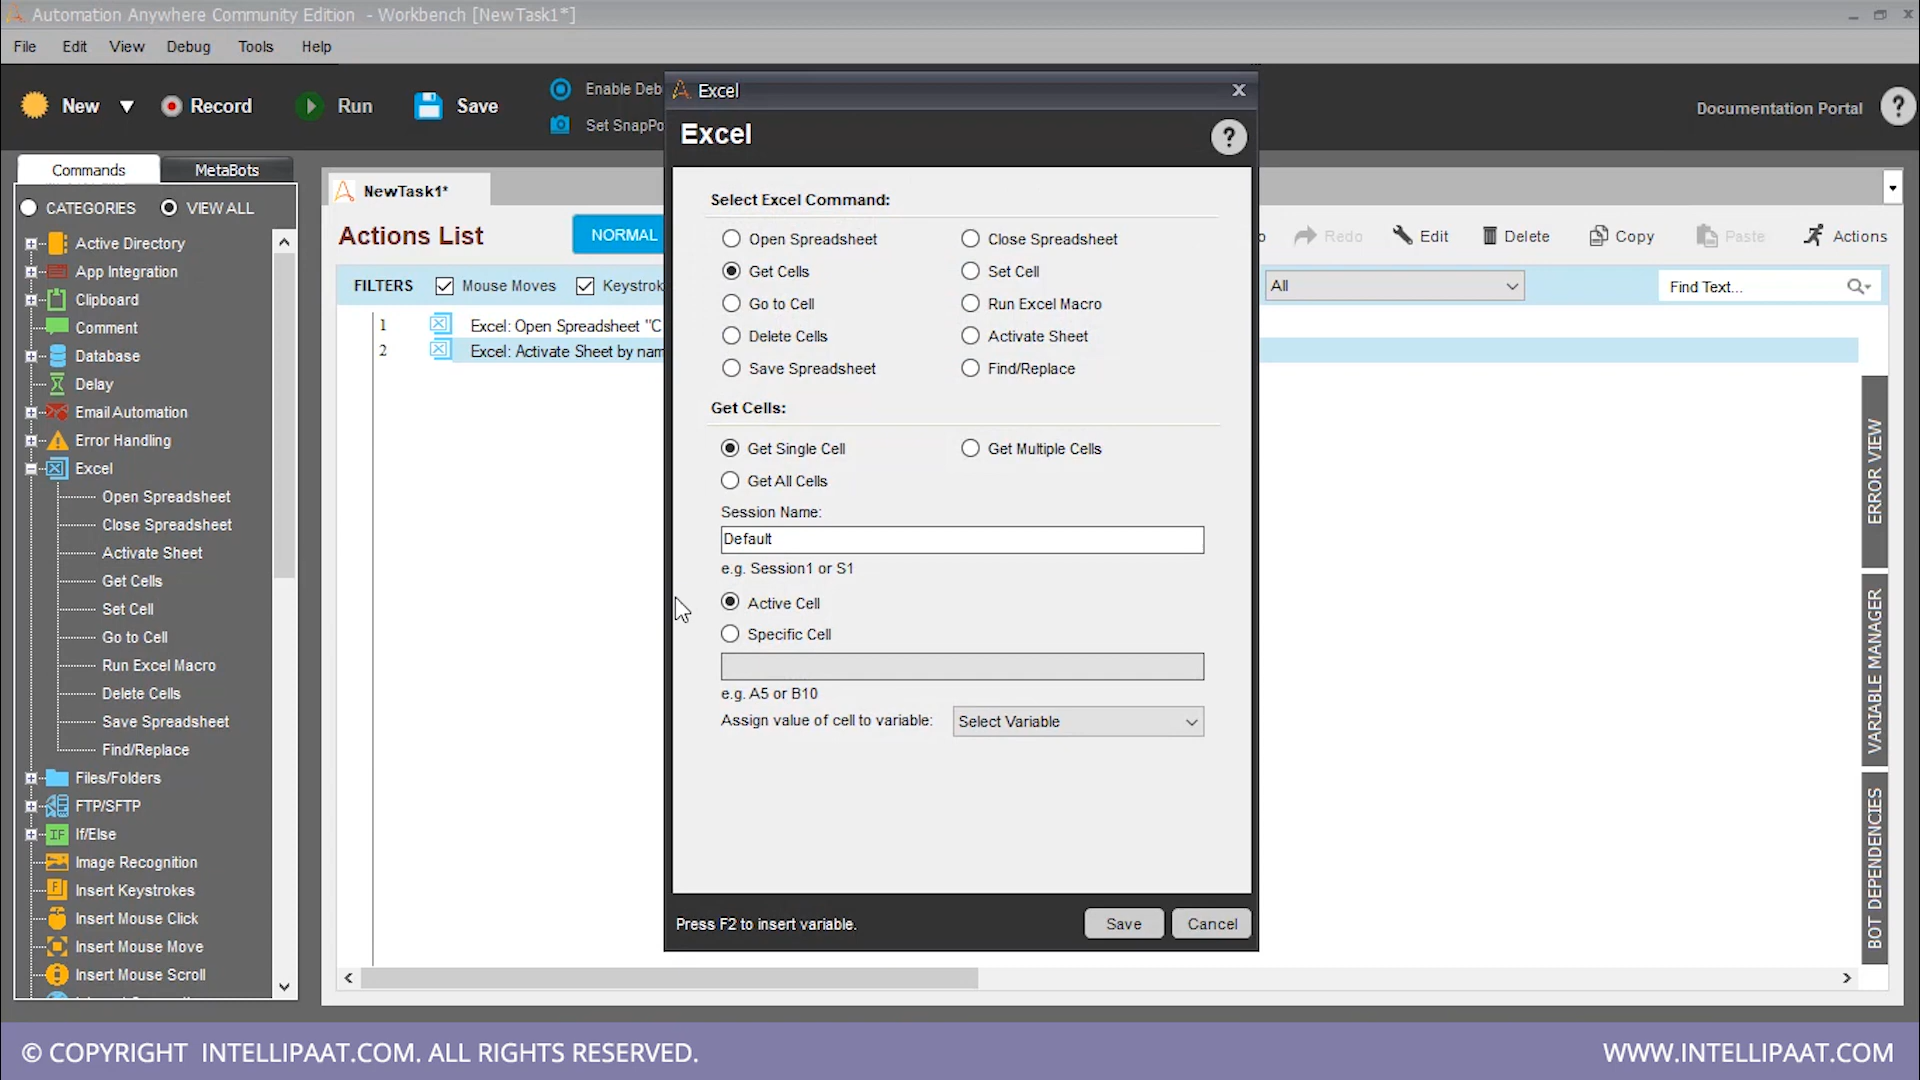 Automation Anywhere Community Edition - Workbench [NewTask1*]
File Edit View Debug Tools Help
New Record Run Save
Enable Deb
Set SnapPo
Documentation Portal ?
Commands MetaBots
CATEGORIES VIEW ALL
Active Directory
App Integration
Clipboard
Comment
Database
Delay
Email Automation
Error Handling
Excel
Open Spreadsheet
Close Spreadsheet
Activate Sheet
Get Cells
Set Cell
Go to Cell
Run Excel Macro
Delete Cells
Save Spreadsheet
Find/Replace
Files/Folders
FTP/SFTP
If/Else
Image Recognition
Insert Keystrokes
Insert Mouse Click
Insert Mouse Move
Insert Mouse Scroll
NewTask1*
Actions List
NORMAL
o Redo Edit Delete Copy Paste Actions
FILTERS Mouse Moves Keystrok
All
Find Text...
1 Excel: Open Spreadsheet "C
2 Excel: Activate Sheet by nam
Excel
Excel
?
Select Excel Command:
Open Spreadsheet Close Spreadsheet
Get Cells Set Cell
Go to Cell Run Excel Macro
Delete Cells Activate Sheet
Save Spreadsheet Find/Replace
Get Cells:
Get Single Cell Get Multiple Cells
Get All Cells
Session Name:
Default
e.g. Session1 or S1
Active Cell
Specific Cell
e.g. A5 or B10
Assign value of cell to variable: Select Variable
Press F2 to insert variable. Save Cancel
ERROR VIEW
VARIABLE MANAGER
BOT DEPENDENCIES
© COPYRIGHT INTELLIPAAT.COM. ALL RIGHTS RESERVED.
WWW.INTELLIPAAT.COM